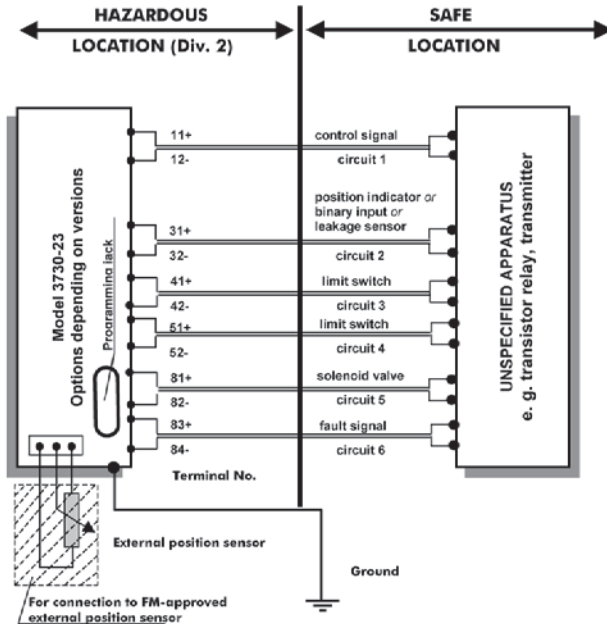 HAZARDOUS
LOCATION (Div. 2)
SAFE
LOCATION
Model 3730-23
Options depending on versions
Programming jack
11+
12-
31+
32-
41+
42-
51+
52-
81+
82-
83+
84-
Terminal No.
control signal
circuit 1
position indicator or
binary input or
leakage sensor
circuit 2
limit switch
circuit 3
limit switch
circuit 4
solenoid valve
circuit 5
fault signal
circuit 6
UNSPECIFIED APPARATUS
e. g. transistor relay, transmitter
External position sensor
Ground
For connection to FM-approved
external position sensor